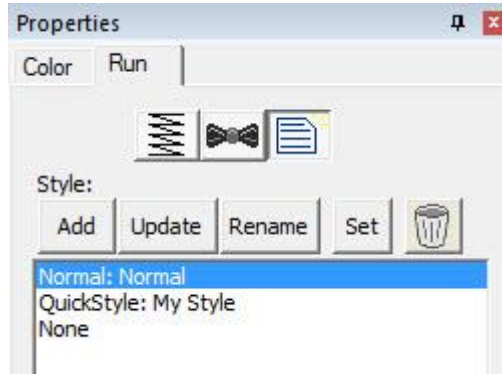 Properties
Color Run
Style:
Add Update Rename Set
Normal: Normal
QuickStyle: My Style
None